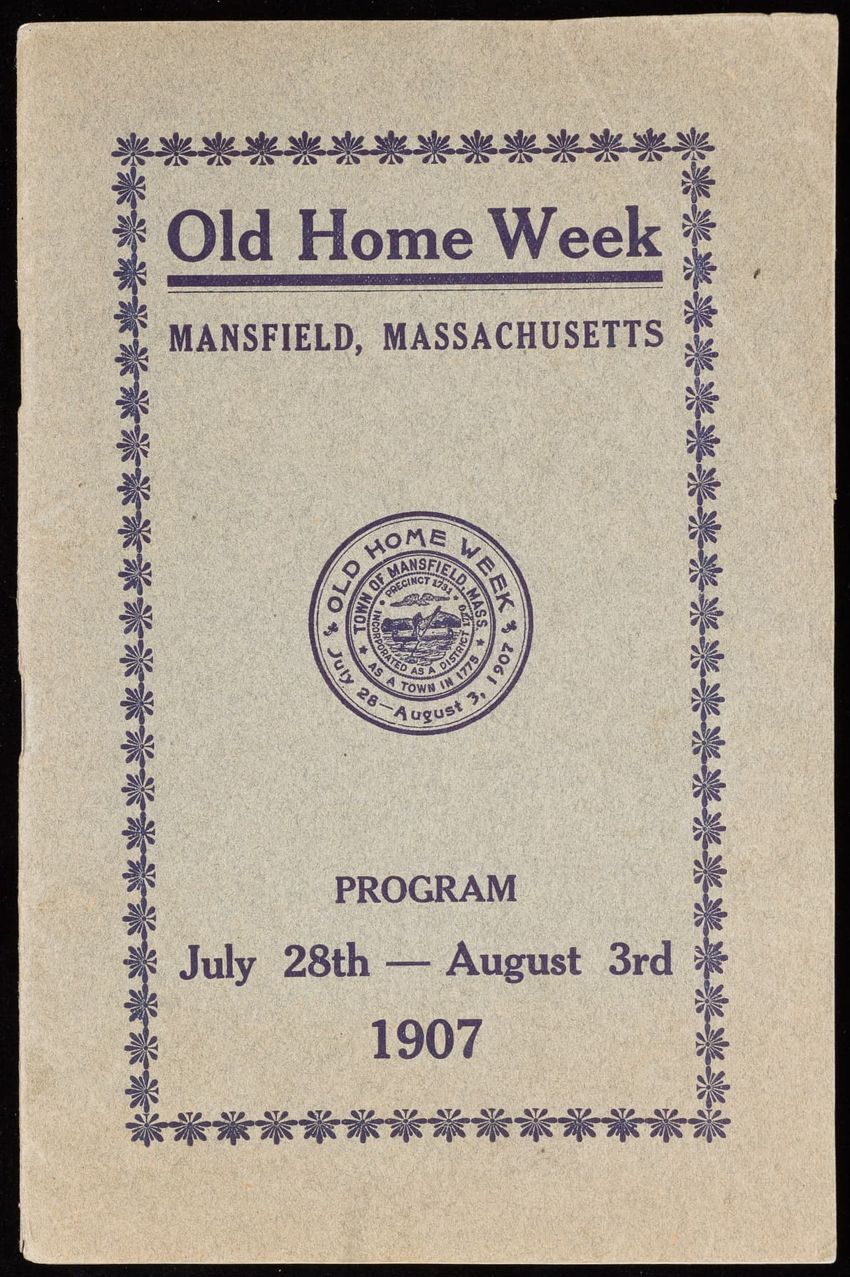 Old Home Week
MANSFIELD, MASSACHUSETTS
OLD HOME WEEK
July 28—August 3, 1907
TOWN OF MANSFIELD, MASS.
AS A TOWN IN 1775
PRECINCT 1731
INCORPORATED AS A DISTRICT 1770
PROGRAM
July 28th — August 3rd
1907